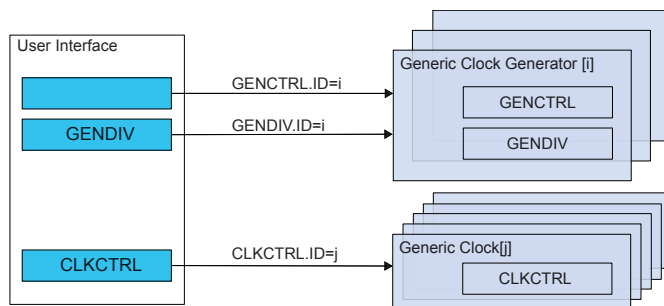 User Interface
GENDIV
CLKCTRL
GENCTRL.ID=i
GENDIV.ID=i
CLKCTRL.ID=j
Generic Clock Generator [i]
GENCTRL
GENDIV
Generic Clock[j]
CLKCTRL